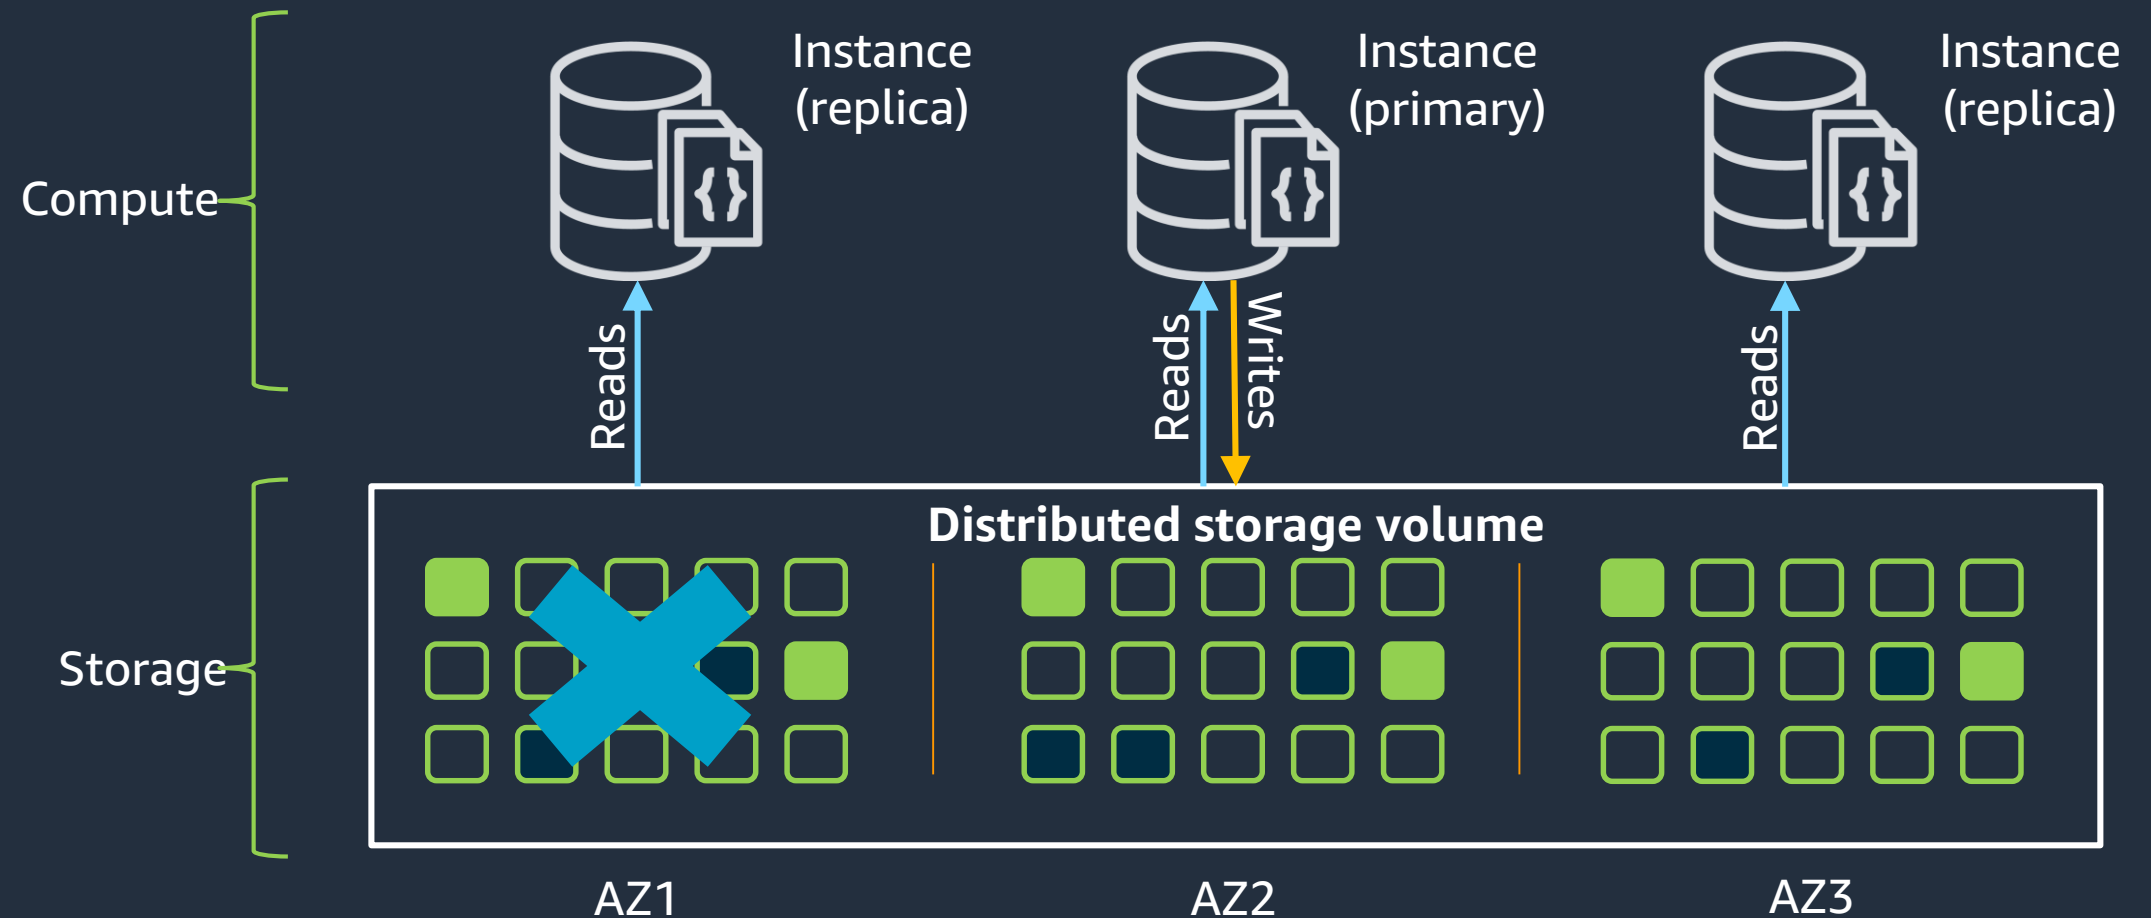 Instance
(replica)
Instance
(primary)
Instance
(replica)
Compute
Reads
Reads
Writes
Reads
Distributed storage volume
Storage
AZ1
AZ2
AZ3